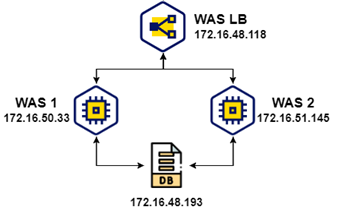 WAS LB
172.16.48.118
WAS 1
172.16.50.33
WAS 2
172.16.51.145
DB
172.16.48.193